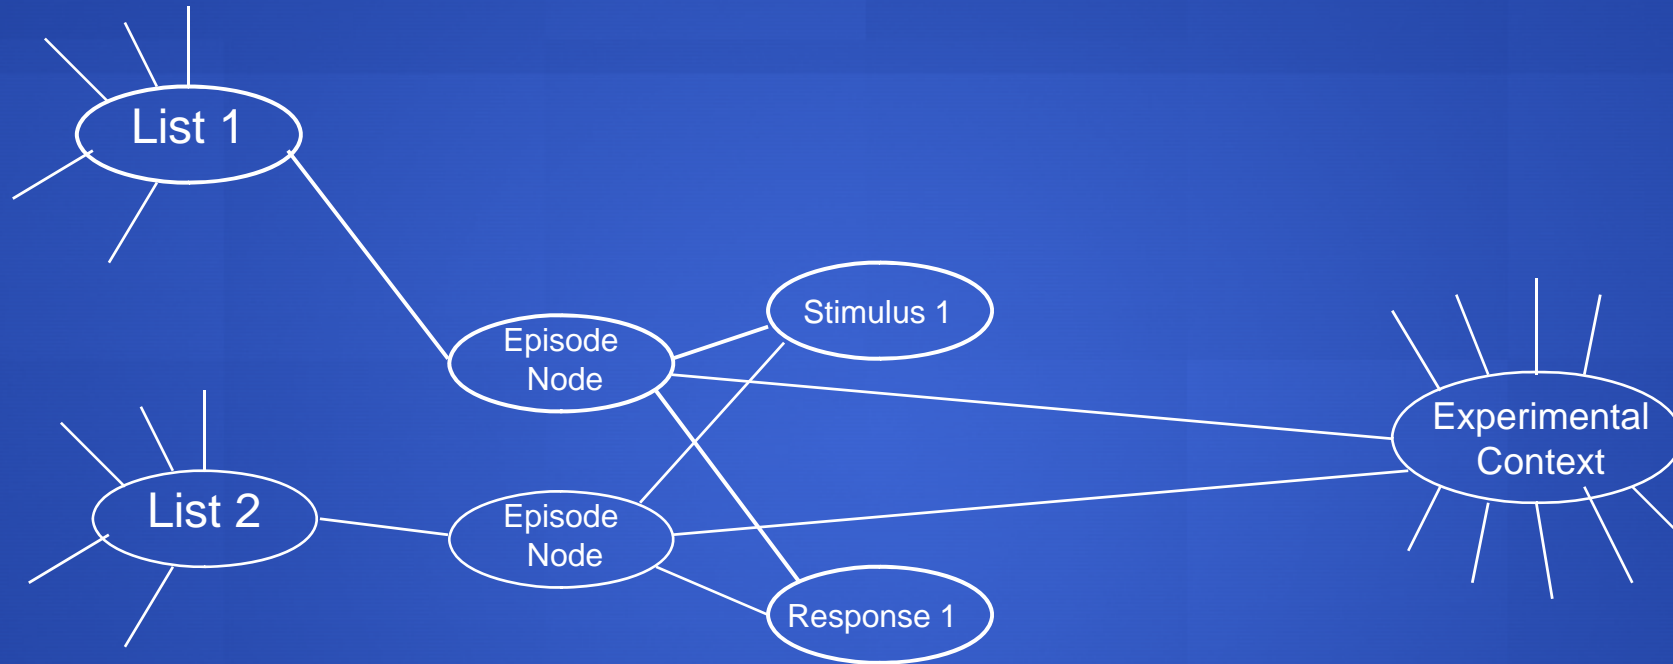 List 1
Stimulus 1
Episode
Node
Experimental
Context
List 2
Episode
Node
Response 1